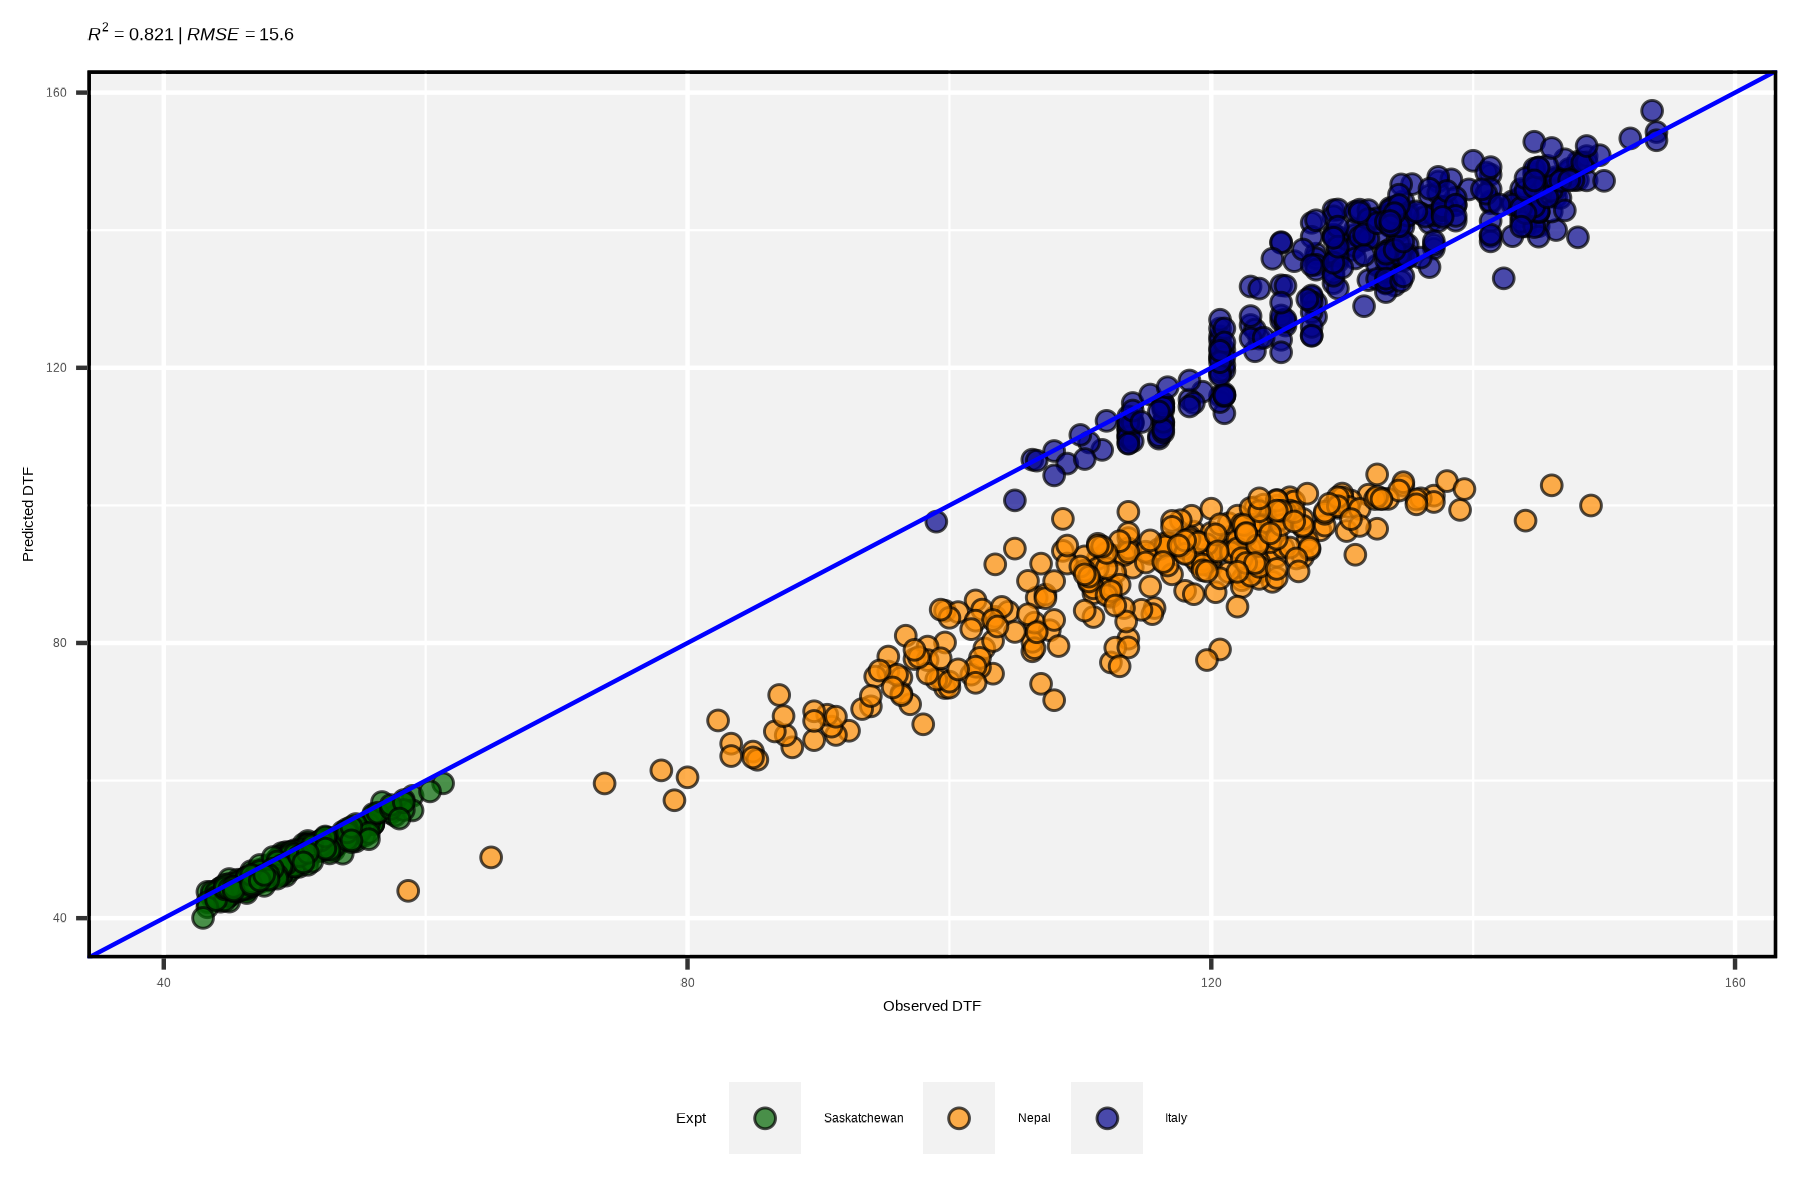 R² = 0.821 | RMSE = 15.6
160
120
80
40
Predicted DTF
40 80 120 160
Observed DTF
Expt Saskatchewan Nepal Italy